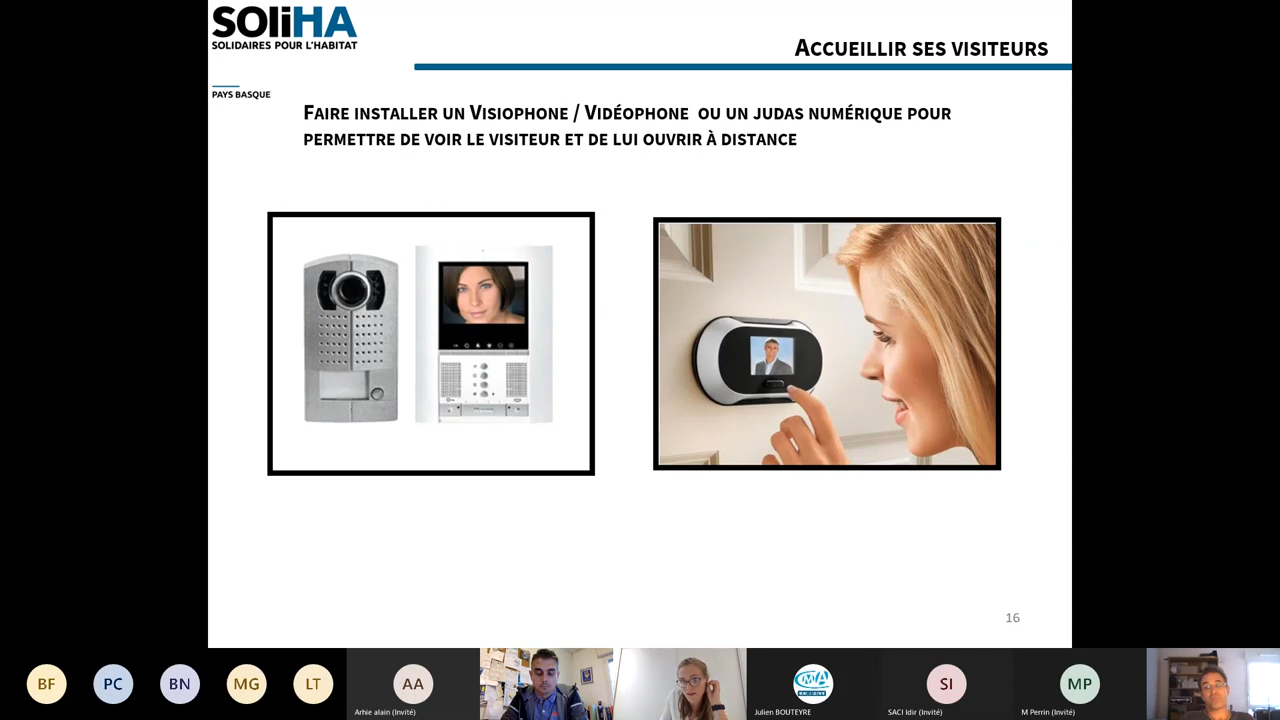 SOliHA
SOLIDAIRES POUR L'HABITAT
PAYS BASQUE
ACCUEILLIR SES VISITEURS
FAIRE INSTALLER UN VISIOPHONE / VIDÉOPHONE OU UN JUDAS NUMÉRIQUE POUR
PERMETTRE DE VOIR LE VISITEUR ET DE LUI OUVRIR À DISTANCE
16
BF
PC
BN
MG
LT
AA
Arhie alain (Invité)
CMA
Julien BOUTEYRE
SI
SACI Idir (Invité)
MP
M Perrin (Invité)